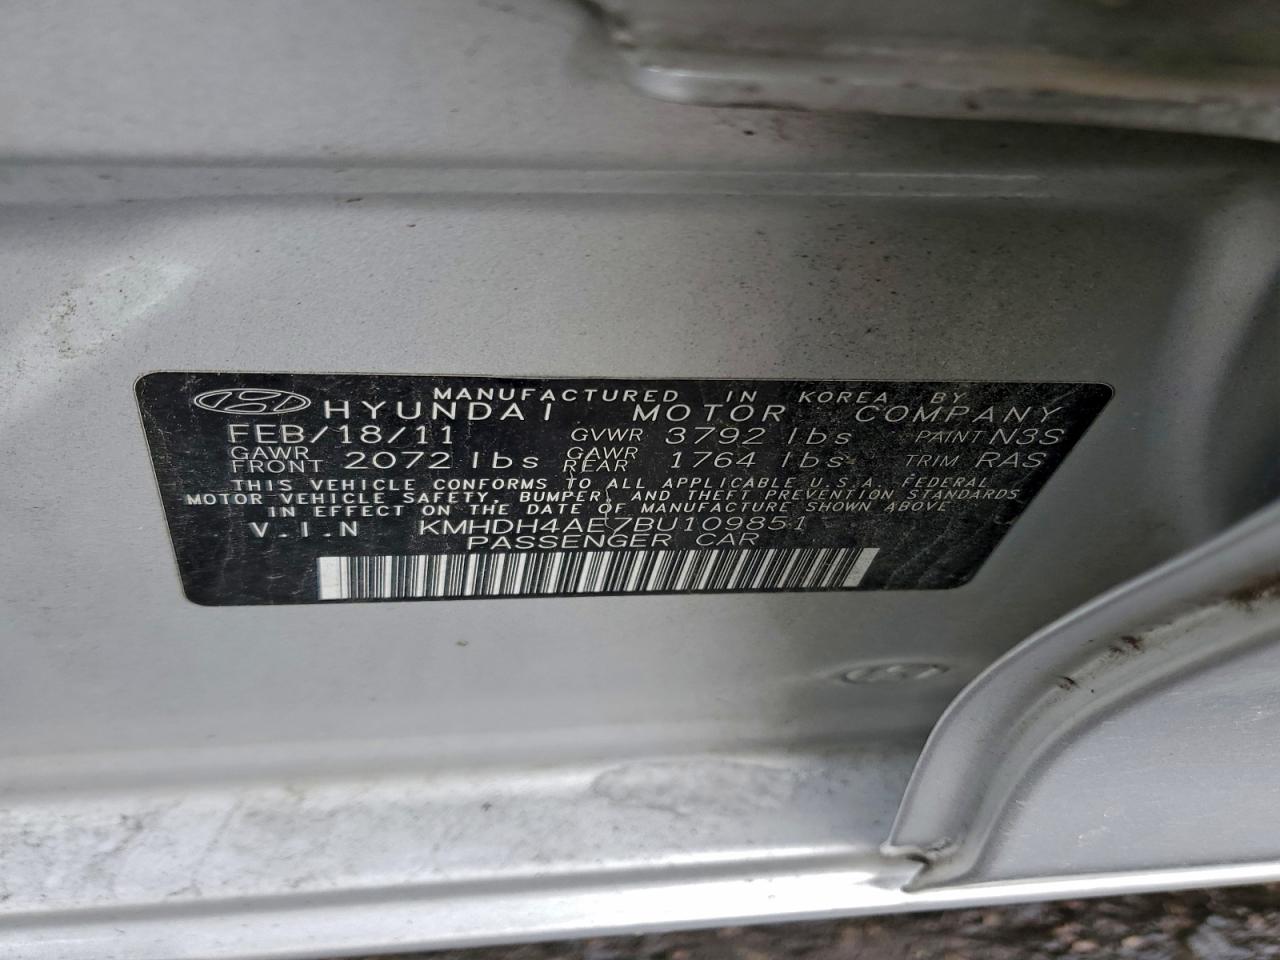 MANUFACTURED IN KOREA BY
HYUNDAI MOTOR COMPANY
FEB/18/11 GVWR 3792 lbs PAINT N3S
GAWR FRONT 2072 lbs GAWR REAR 1764 lbs TRIM RAS
THIS VEHICLE CONFORMS TO ALL APPLICABLE U.S.A. FEDERAL
MOTOR VEHICLE SAFETY, BUMPER, AND THEFT PREVENTION STANDARDS
IN EFFECT ON THE DATE OF MANUFACTURE SHOWN ABOVE
V.I.N KMHDH4AE7BU109851
PASSENGER CAR